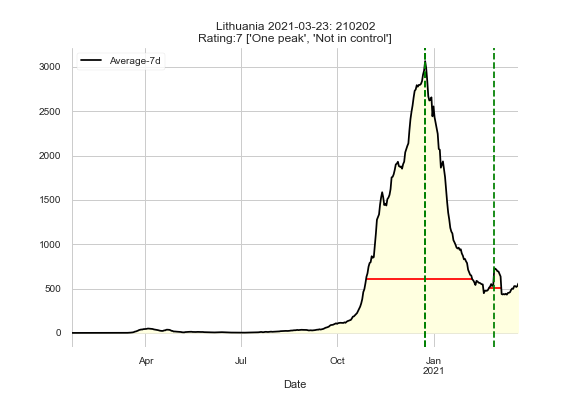 Lithuania 2021-03-23: 210202
Rating:7 ['One peak', 'Not in control']
Average-7d
3000
2500
2000
1500
1000
500
0
Apr
Jul
Oct
Jan
2021
Date